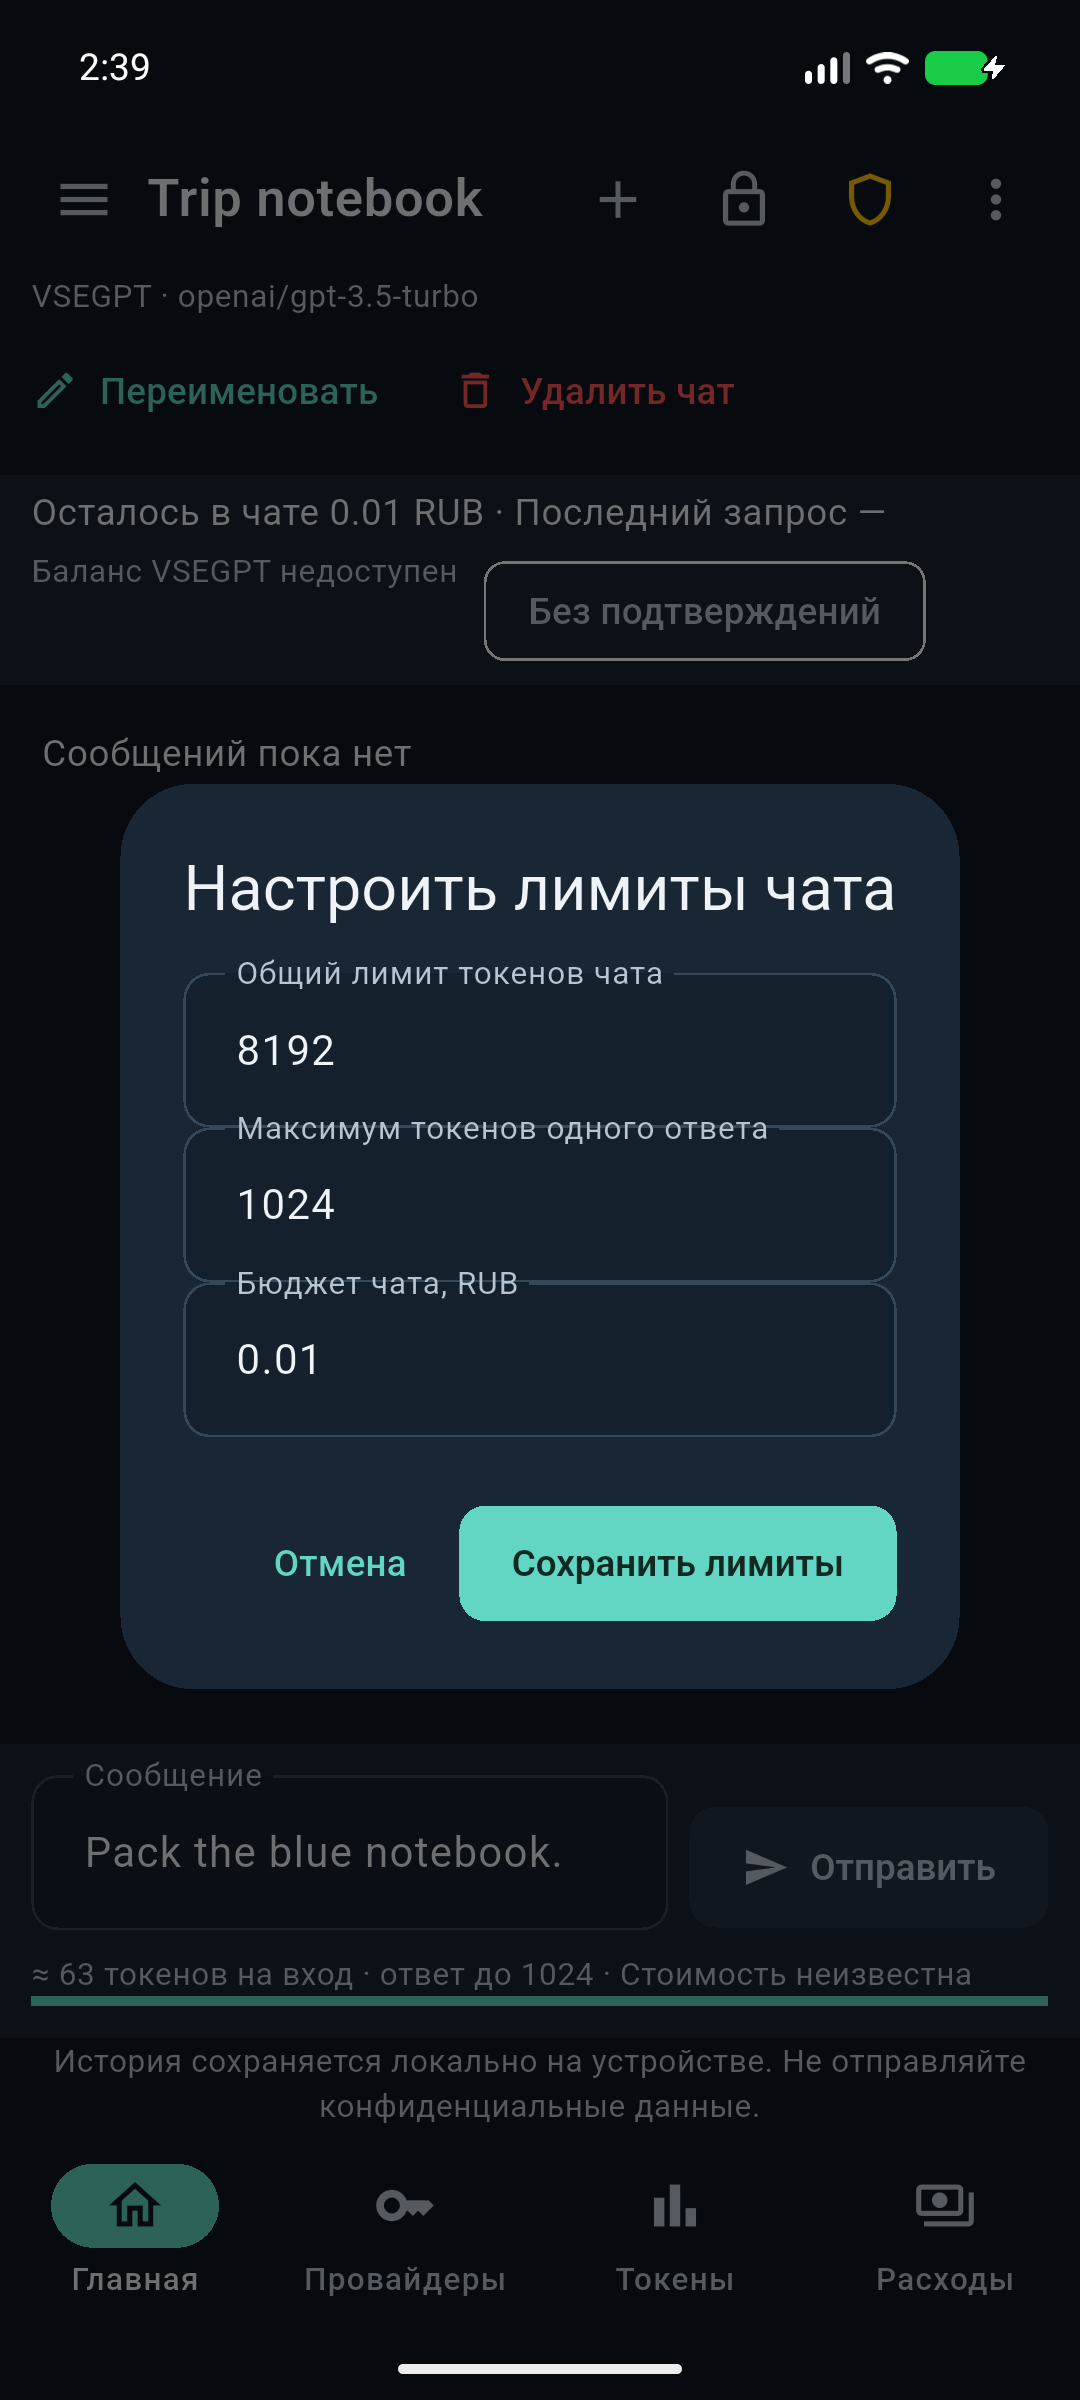 2:39
Trip notebook
VSEGPT · openai/gpt-3.5-turbo
Переименовать
Удалить чат
Осталось в чате 0.01 RUB · Последний запрос —
Баланс VSEGPT недоступен
Без подтверждений
Сообщений пока нет
Настроить лимиты чата
Общий лимит токенов чата
8192
Максимум токенов одного ответа
1024
Бюджет чата, RUB
0.01
Отмена
Сохранить лимиты
Сообщение
Pack the blue notebook.
Отправить
≈ 63 токенов на вход · ответ до 1024 · Стоимость неизвестна
История сохраняется локально на устройстве. Не отправляйте
конфиденциальные данные.
Главная
Провайдеры
Токены
Расходы